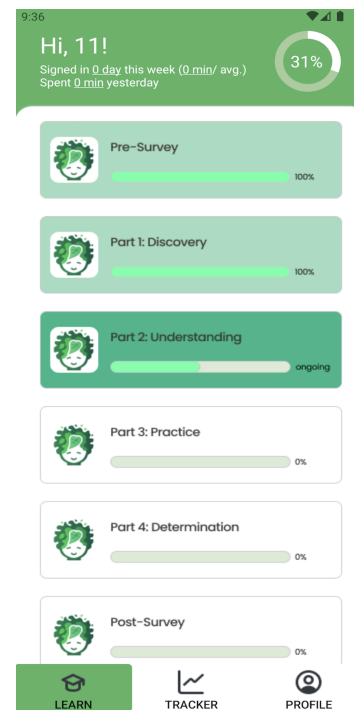 9:36
Hi, 11!
31%
Signed in 0 day this week (0 min/ avg.)
Spent 0 min yesterday
Pre-Survey
100%
Part 1: Discovery
100%
Part 2: Understanding
ongoing
Part 3: Practice
0%
Part 4: Determination
0%
Post-Survey
0%
LEARN
TRACKER
PROFILE